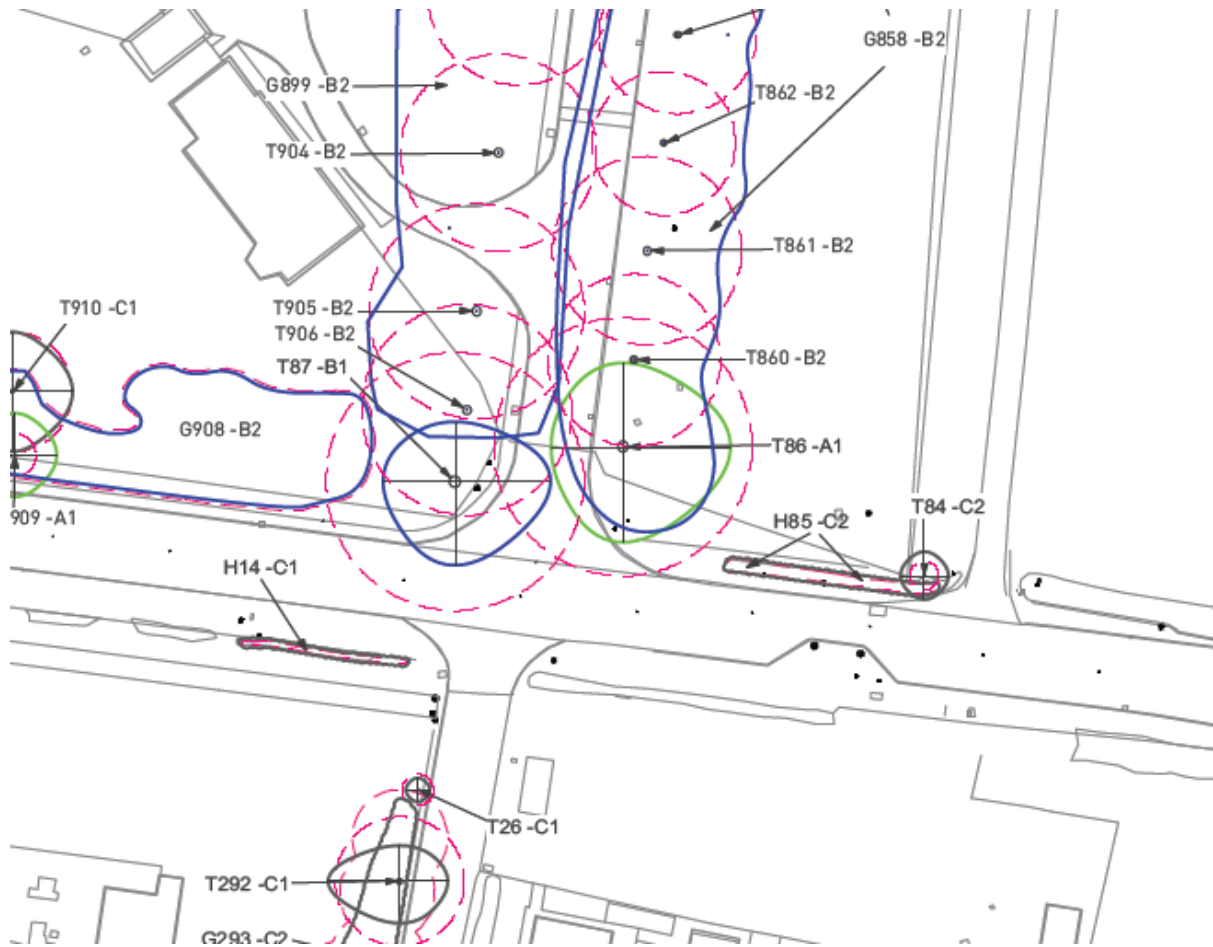 G858 -B2
G899 -B2
T862 -B2
T904 -B2
T861 -B2
T910 -C1
T905 -B2
T906 -B2
T87 -B1
T860 -B2
G908 -B2
T86 -A1
909 -A1
H85 -C2
T84 -C2
H14 -C1
T26 -C1
T292 -C1
G293 -C2